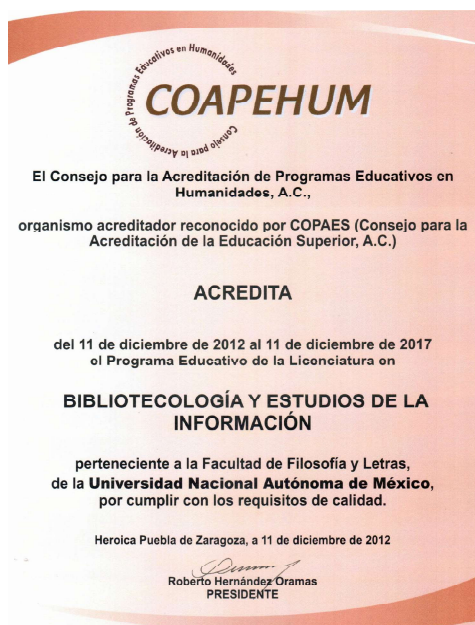 Consejo para la Acreditación de Programas Educativos en Humanidades
COAPEHUM
El Consejo para la Acreditación de Programas Educativos en
Humanidades, A.C.,
organismo acreditador reconocido por COPAES (Consejo para la
Acreditación de la Educación Superior, A.C.)
ACREDITA
del 11 de diciembre de 2012 al 11 de diciembre de 2017
el Programa Educativo de la Licenciatura en
BIBLIOTECOLOGÍA Y ESTUDIOS DE LA
INFORMACIÓN
perteneciente a la Facultad de Filosofía y Letras,
de la Universidad Nacional Autónoma de México,
por cumplir con los requisitos de calidad.
Heroica Puebla de Zaragoza, a 11 de diciembre de 2012
Roberto Hernández Oramas
PRESIDENTE